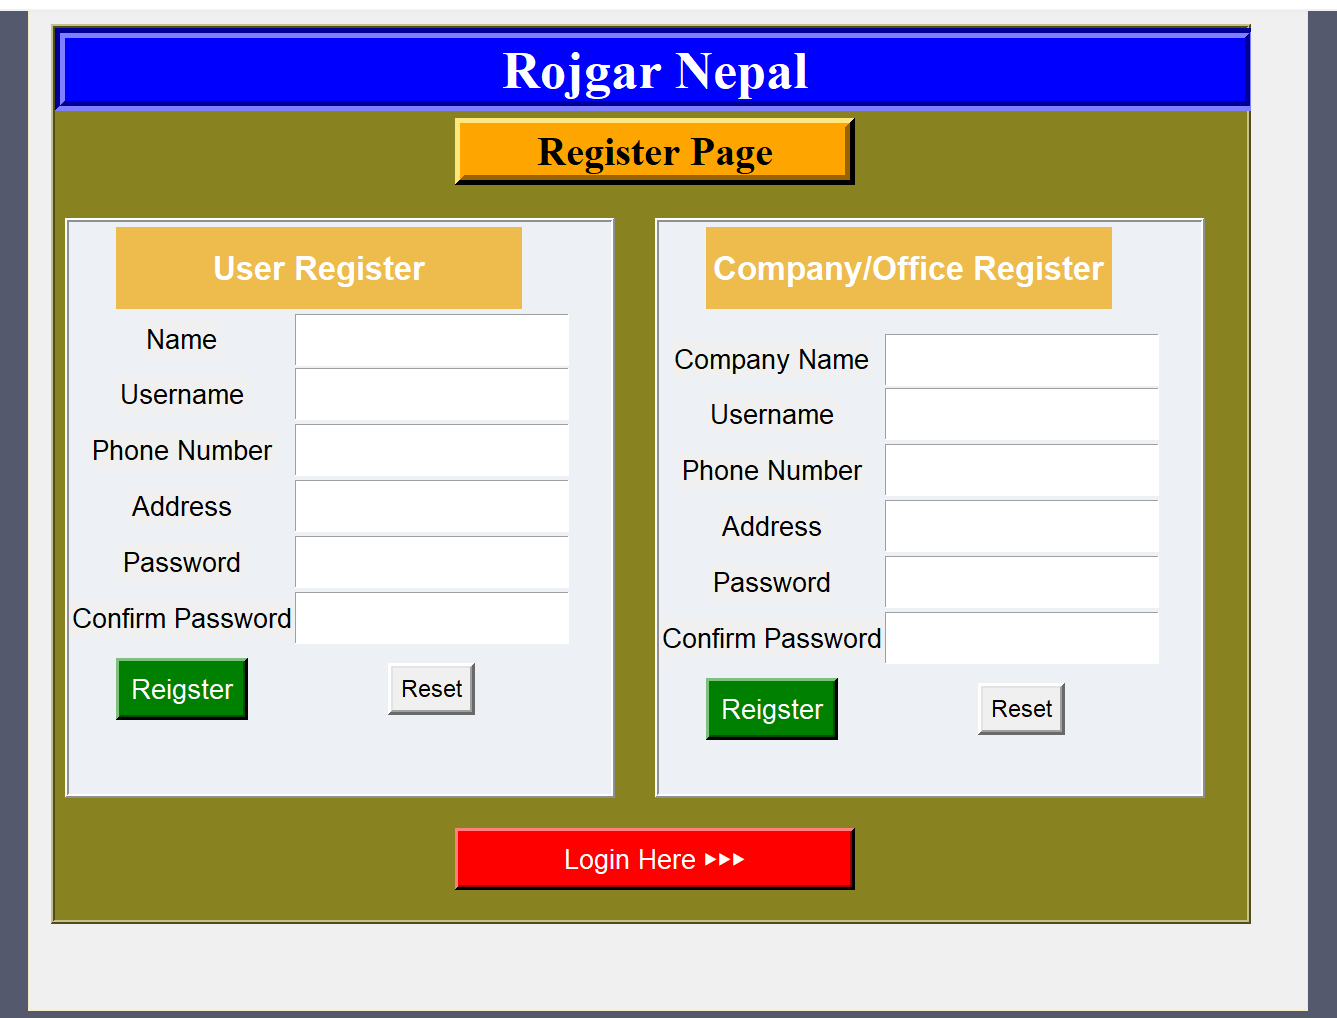 Rojgar Nepal
Register Page
User Register
Name
Username
Phone Number
Address
Password
Confirm Password
Reigster
Reset
Company/Office Register
Company Name
Username
Phone Number
Address
Password
Confirm Password
Reigster
Reset
Login Here ▶▶▶